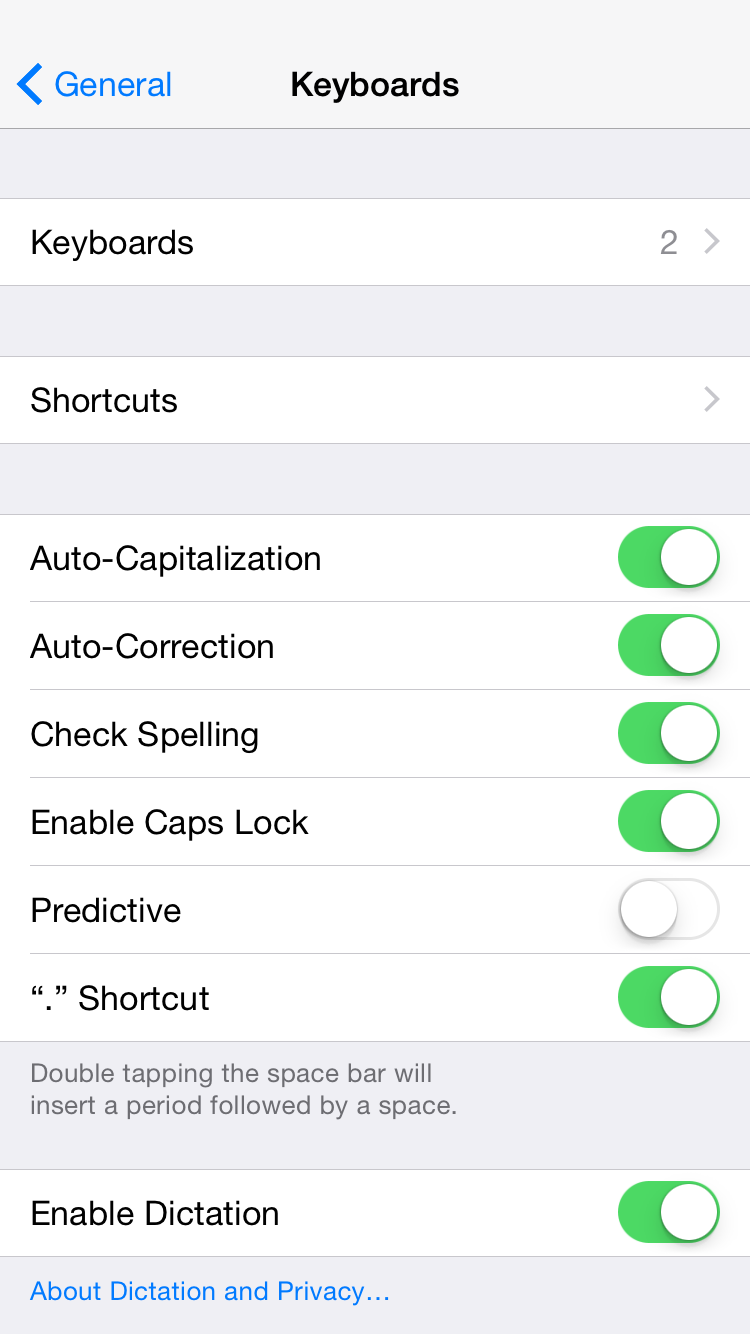 General
Keyboards
Keyboards 2
Shortcuts
Auto-Capitalization
Auto-Correction
Check Spelling
Enable Caps Lock
Predictive
“.” Shortcut
Double tapping the space bar will
insert a period followed by a space.
Enable Dictation
About Dictation and Privacy…